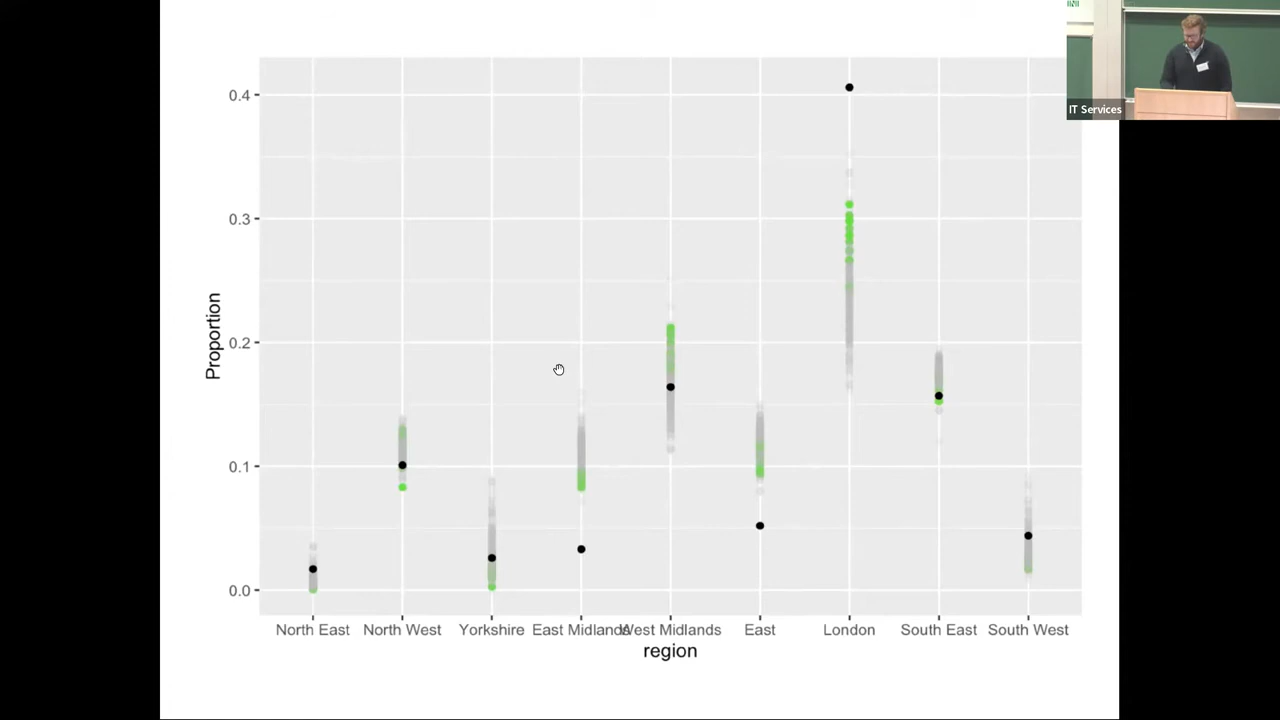 0.4
0.3
0.2
0.1
0.0
Proportion
North East
North West
Yorkshire
East Midlands
West Midlands
East
London
South East
South West
region
IT Services